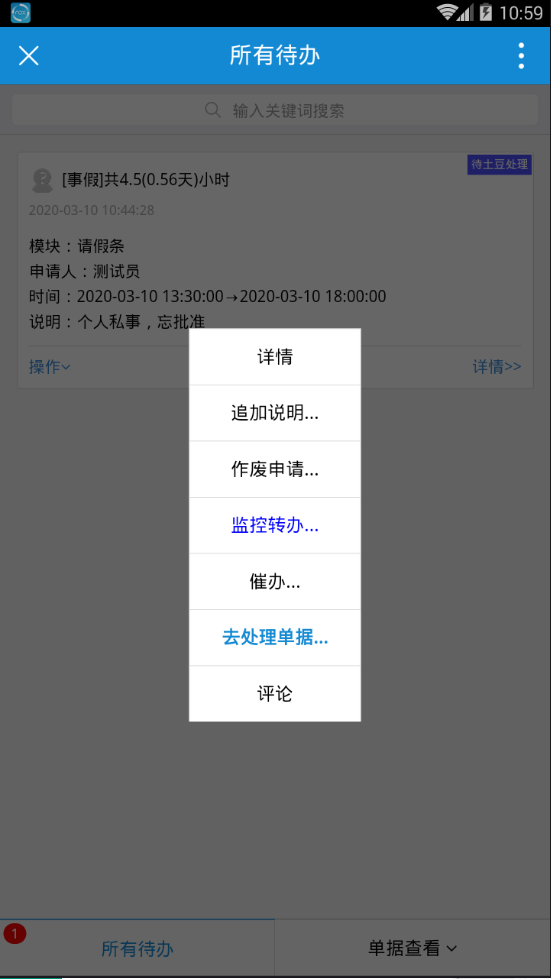 10:59
所有待办
输入关键词搜索
待土豆处理
[事假]共4.5(0.56天)小时
2020-03-10 10:44:28
模块：请假条
申请人：测试员
时间：2020-03-10 13:30:00→2020-03-10 18:00:00
说明：个人私事，忘批准
操作
详情>>
详情
追加说明...
作废申请...
监控转办...
催办...
去处理单据...
评论
1
所有待办
单据查看